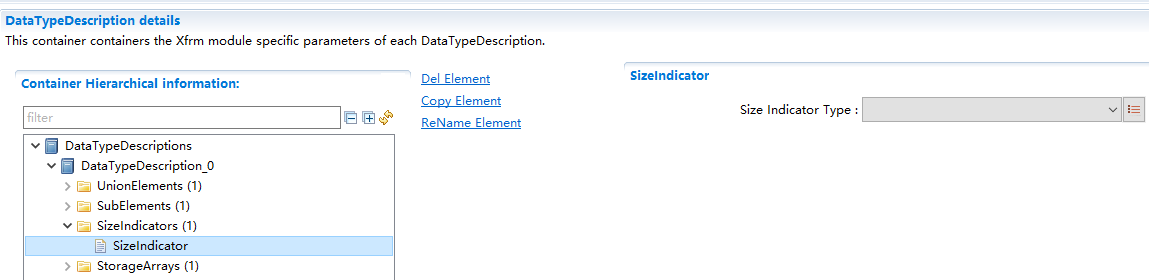 DataTypeDescription details
This container containers the Xfrm module specific parameters of each DataTypeDescription.
Container Hierarchical information:
filter
DataTypeDescriptions
DataTypeDescription_0
UnionElements (1)
SubElements (1)
SizeIndicators (1)
SizeIndicator
StorageArrays (1)
Del Element
Copy Element
ReName Element
SizeIndicator
Size Indicator Type :